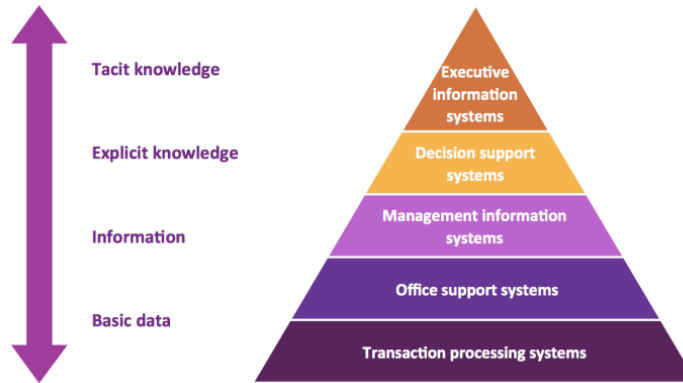 Tacit knowledge
Explicit knowledge
Information
Basic data
Executive
information
systems
Decision support
systems
Management information
systems
Office support systems
Transaction processing systems